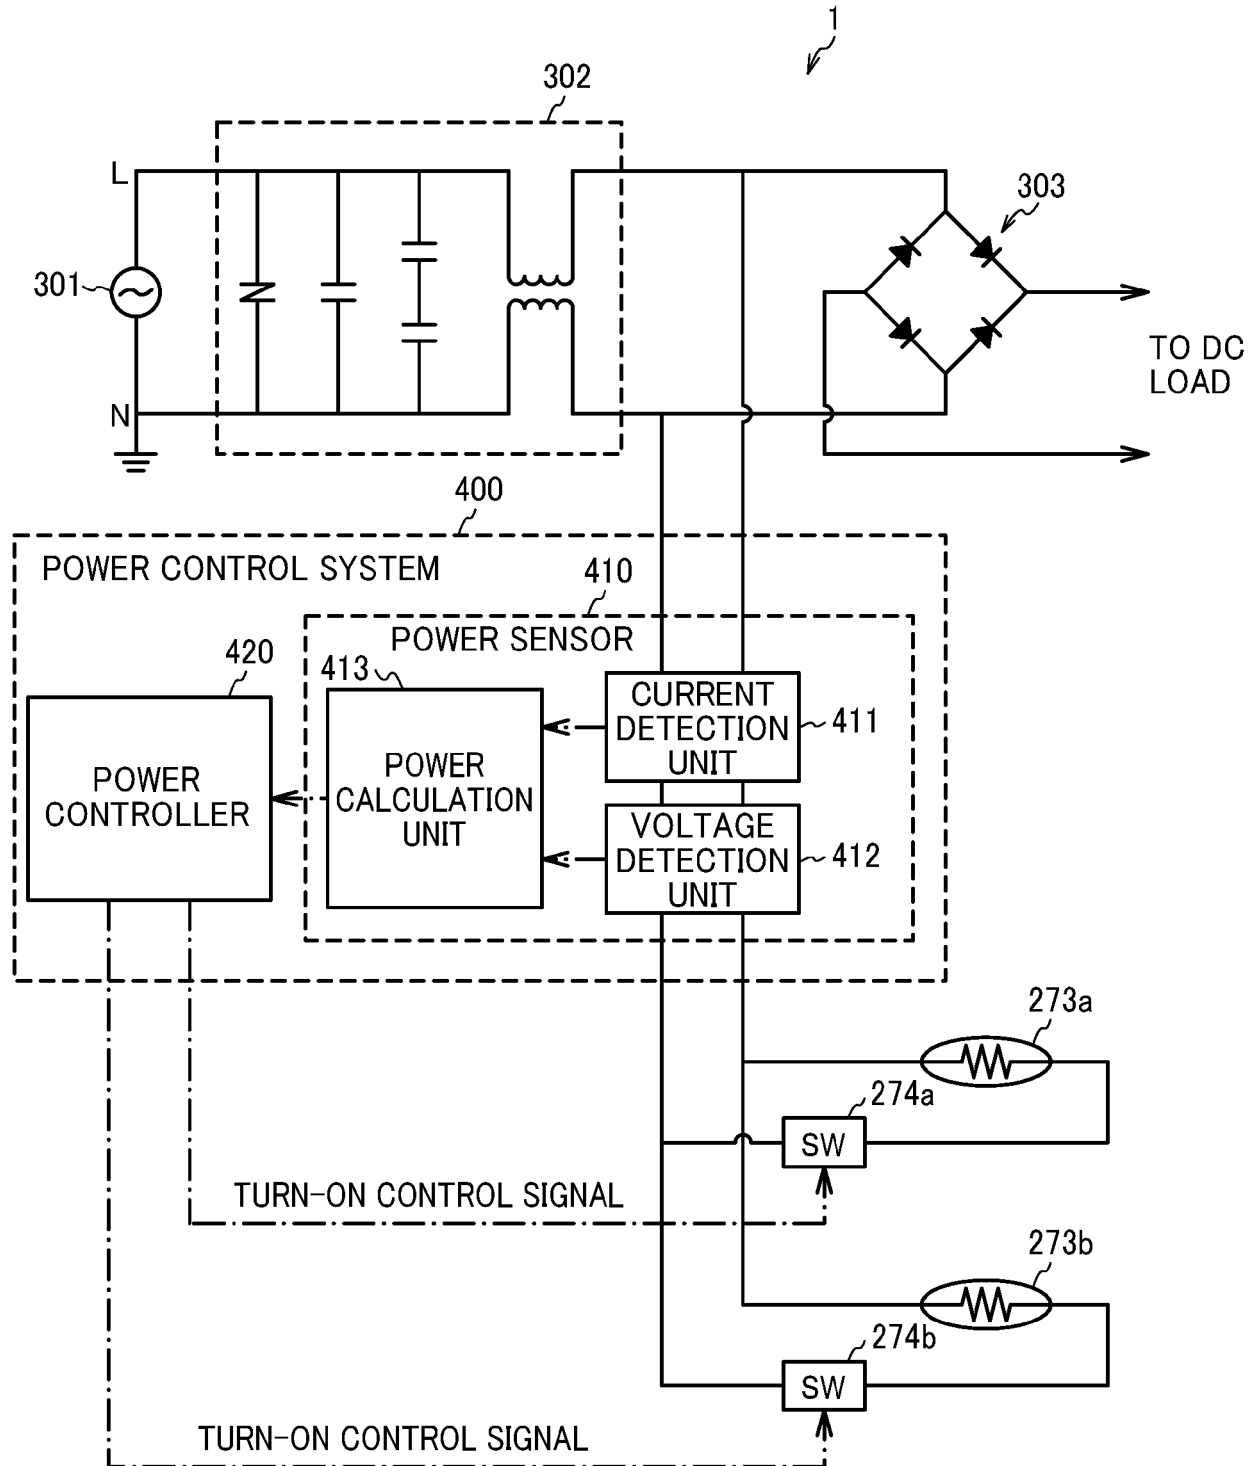 1
302
L
303
301
TO DC
LOAD
N
400
POWER CONTROL SYSTEM
410
POWER SENSOR
420
413
CURRENT
DETECTION
UNIT
411
POWER
CONTROLLER
POWER
CALCULATION
UNIT
VOLTAGE
DETECTION
UNIT
412
273a
274a
SW
TURN-ON CONTROL SIGNAL
273b
274b
SW
TURN-ON CONTROL SIGNAL